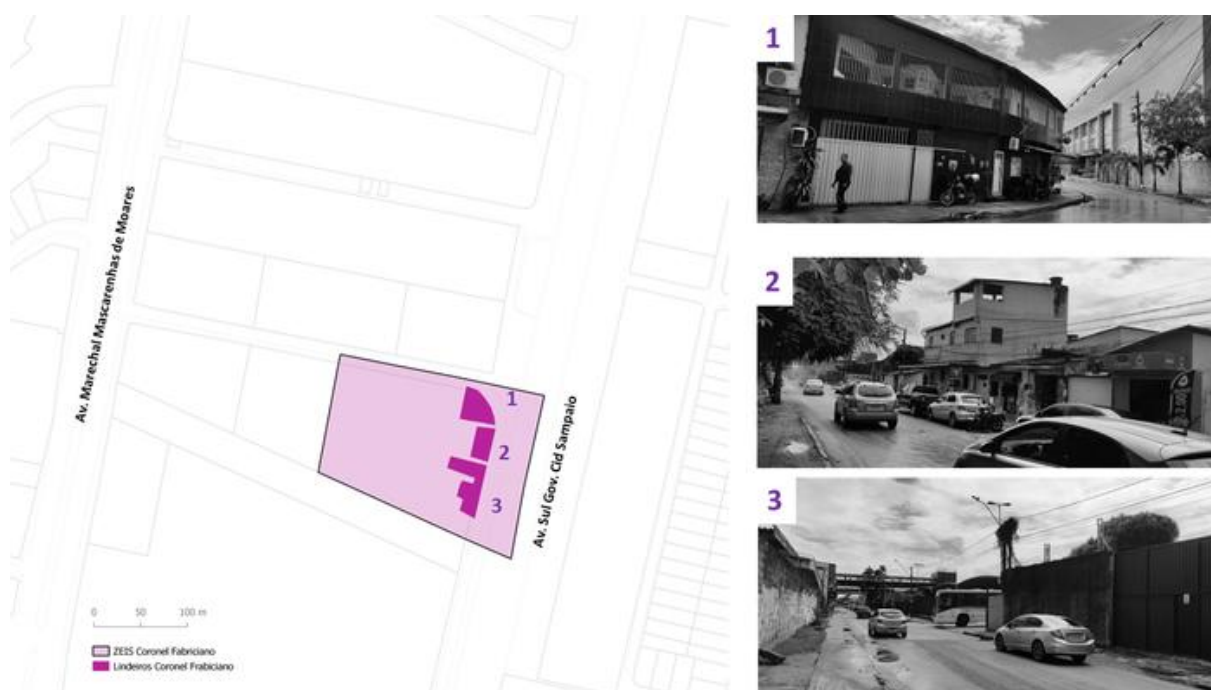 Av. Marechal Mascarenhas de Moares
Av. Sul Gov. Cid Sampaio
1
2
3
0 50 100 m
ZEIS Coronel Fabriciano
Lindeiros Coronel Frabiciano
1
2
3